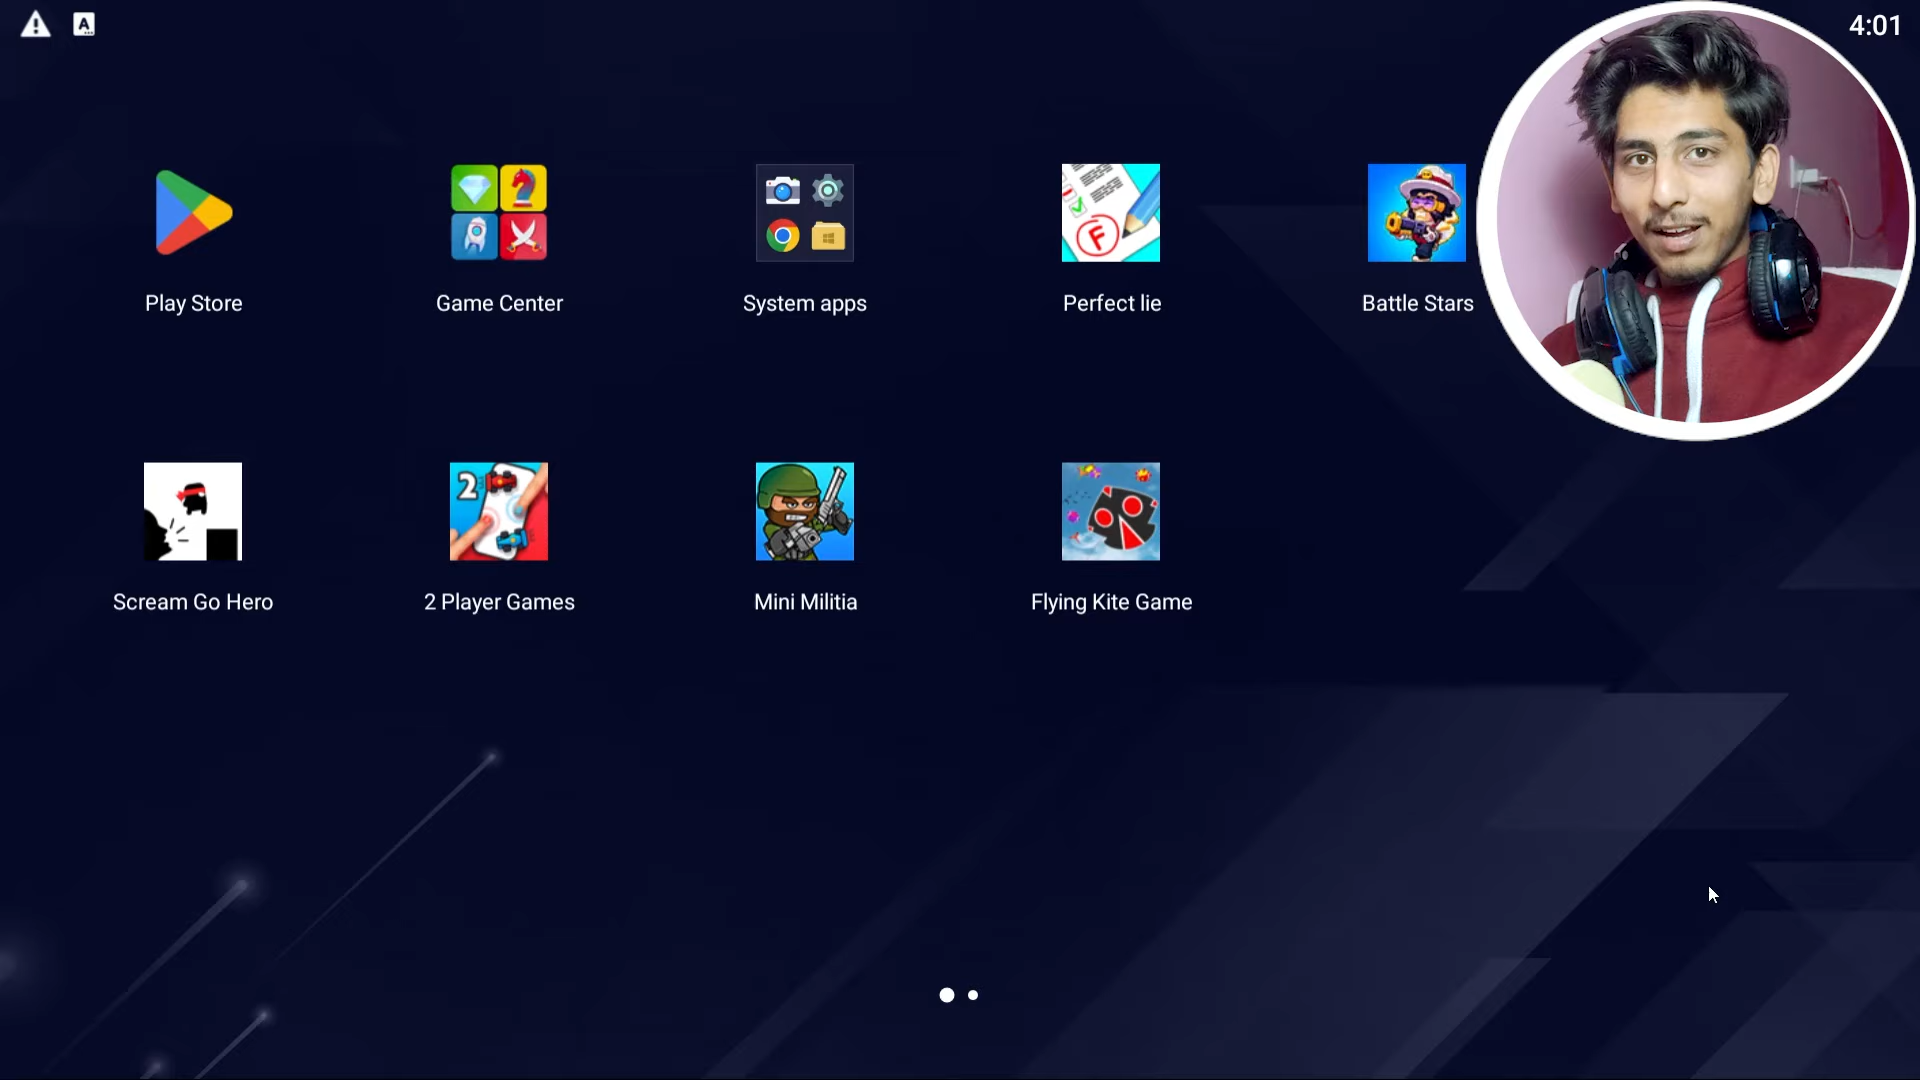 A
4:01
Play Store
Game Center
System apps
F
Perfect lie
Battle Stars
Scream Go Hero
2
2 Player Games
Mini Militia
Flying Kite Game